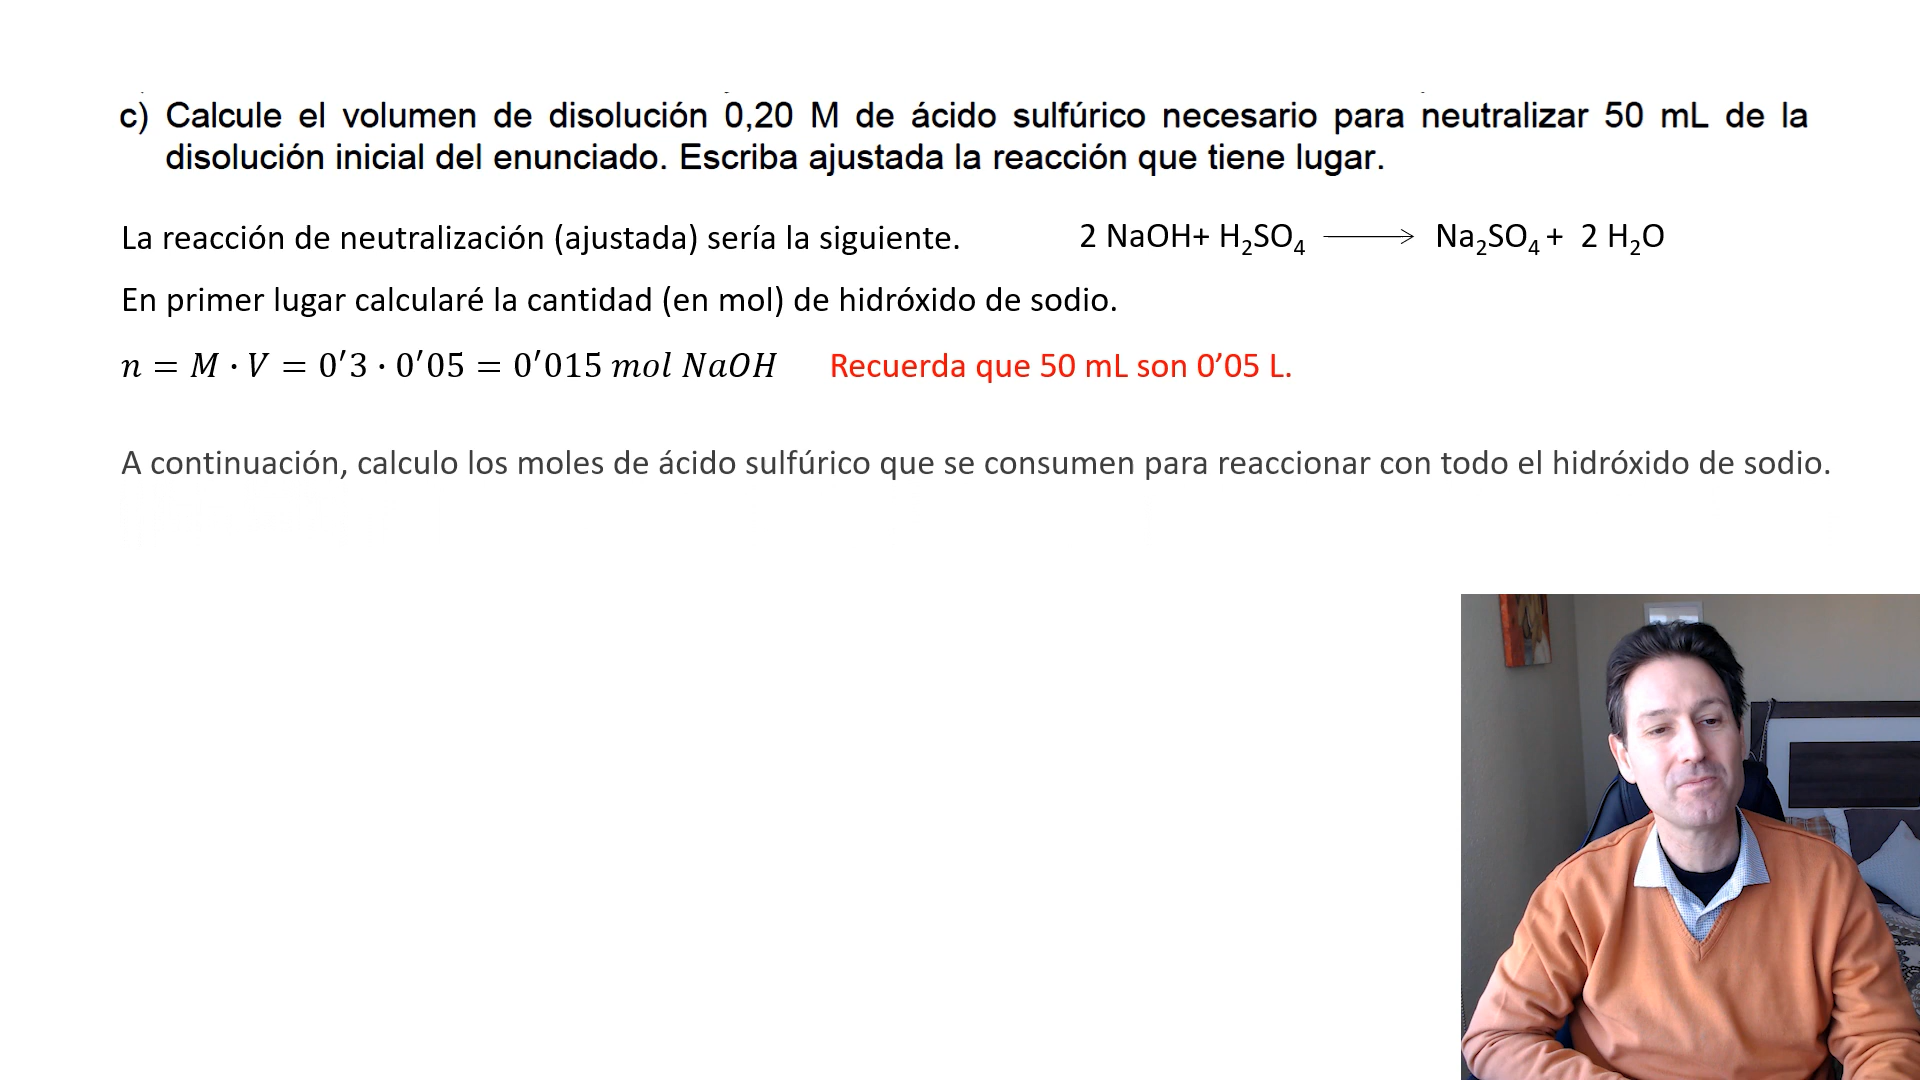 c) Calcule el volumen de disolución 0,20 M de ácido sulfúrico necesario para neutralizar 50 mL de la
disolución inicial del enunciado. Escriba ajustada la reacción que tiene lugar.
La reacción de neutralización (ajustada) sería la siguiente. 2 NaOH+ H₂SO₄ ⟶ Na₂SO₄ + 2 H₂O
En primer lugar calcularé la cantidad (en mol) de hidróxido de sodio.
n = M · V = 0′3 · 0′05 = 0′015 mol NaOH Recuerda que 50 mL son 0’05 L.
A continuación, calculo los moles de ácido sulfúrico que se consumen para reaccionar con todo el hidróxido de sodio.